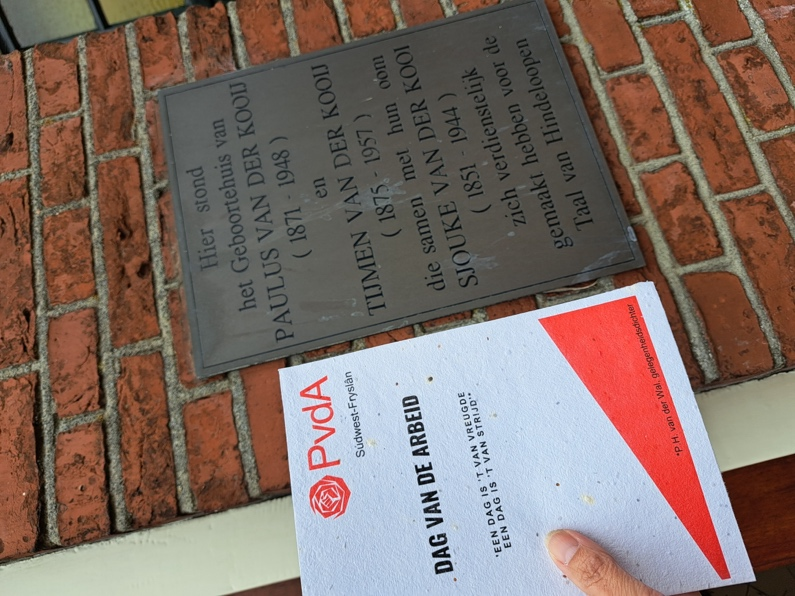 Hier stond
het Geboortehuis van
PAULUS VAN DER KOOIJ
( 1871 - 1948 )
en
TIJMEN VAN DER KOOIJ
( 1875 - 1957 )
die samen met hun oom
SJOUKE VAN DER KOOI
( 1851 - 1944 )
zich verdienstelijk
gemaakt hebben voor de
Taal van Hindeloopen
PvdA
Súdwest-Fryslân
DAG VAN DE ARBEID
'EEN DAG IS 'T VAN VREUGDE
EEN DAG IS 'T VAN STRIJD'*
*P.H. van der Wal, gelegenheidsdichter